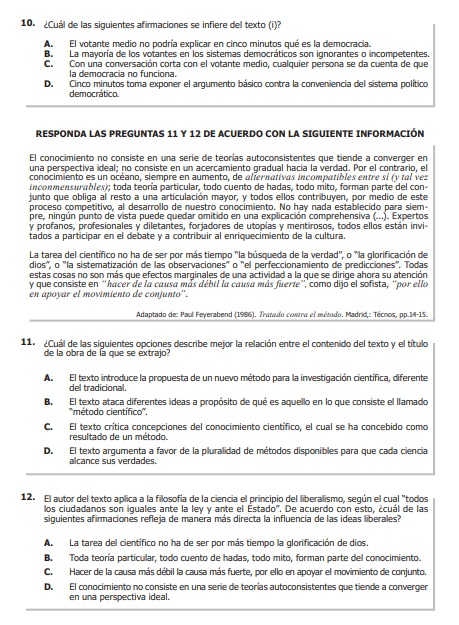 10. ¿Cuál de las siguientes afirmaciones se infiere del texto (i)?
A. El votante medio no podría explicar en cinco minutos qué es la democracia.
B. La mayoría de los votantes en los sistemas democráticos son ignorantes o incompetentes.
C. Con una conversación corta con el votante medio, cualquier persona se da cuenta de que
la democracia no funciona.
D. Cinco minutos toma exponer el argumento básico contra la conveniencia del sistema político
democrático.
RESPONDA LAS PREGUNTAS 11 Y 12 DE ACUERDO CON LA SIGUIENTE INFORMACIÓN
El conocimiento no consiste en una serie de teorías autoconsistentes que tiende a converger en
una perspectiva ideal; no consiste en un acercamiento gradual hacia la verdad. Por el contrario, el
conocimiento es un océano, siempre en aumento, de alternativas incompatibles entre sí (y tal vez
inconmensurables); toda teoría particular, todo cuento de hadas, todo mito, forman parte del con-
junto que obliga al resto a una articulación mayor, y todos ellos contribuyen, por medio de este
proceso competitivo, al desarrollo de nuestro conocimiento. No hay nada establecido para siem-
pre, ningún punto de vista puede quedar omitido en una explicación comprehensiva (...). Expertos
y profanos, profesionales y diletantes, forjadores de utopías y mentirosos, todos ellos están invi-
tados a participar en el debate y a contribuir al enriquecimiento de la cultura.
La tarea del científico no ha de ser por más tiempo "la búsqueda de la verdad", o "la glorificación de
dios", o "la sistematización de las observaciones" o "el perfeccionamiento de predicciones". Todas
estas cosas no son más que efectos marginales de una actividad a la que se dirige ahora su atención
y que consiste en "hacer de la causa más débil la causa más fuerte", como dijo el sofista, "por ello
en apoyar el movimiento de conjunto".
Adaptado de: Paul Feyerabend (1986). Tratado contra el método. Madrid,: Técnos, pp.14-15.
11. ¿Cuál de las siguientes opciones describe mejor la relación entre el contenido del texto y el título
de la obra de la que se extrajo?
A. El texto introduce la propuesta de un nuevo método para la investigación científica, diferente
del tradicional.
B. El texto ataca diferentes ideas a propósito de qué es aquello en lo que consiste el llamado
"método científico".
C. El texto crítica concepciones del conocimiento científico, el cual se ha concebido como
resultado de un método.
D. El texto argumenta a favor de la pluralidad de métodos disponibles para que cada ciencia
alcance sus verdades.
12. El autor del texto aplica a la filosofía de la ciencia el principio del liberalismo, según el cual "todos
los ciudadanos son iguales ante la ley y ante el Estado". De acuerdo con esto, ¿cuál de las
siguientes afirmaciones refleja de manera más directa la influencia de las ideas liberales?
A. La tarea del científico no ha de ser por más tiempo la glorificación de dios.
B. Toda teoría particular, todo cuento de hadas, todo mito, forman parte del conocimiento.
C. Hacer de la causa más débil la causa más fuerte, por ello en apoyar el movimiento de conjunto.
D. El conocimiento no consiste en una serie de teorías autoconsistentes que tiende a converger
en una perspectiva ideal.